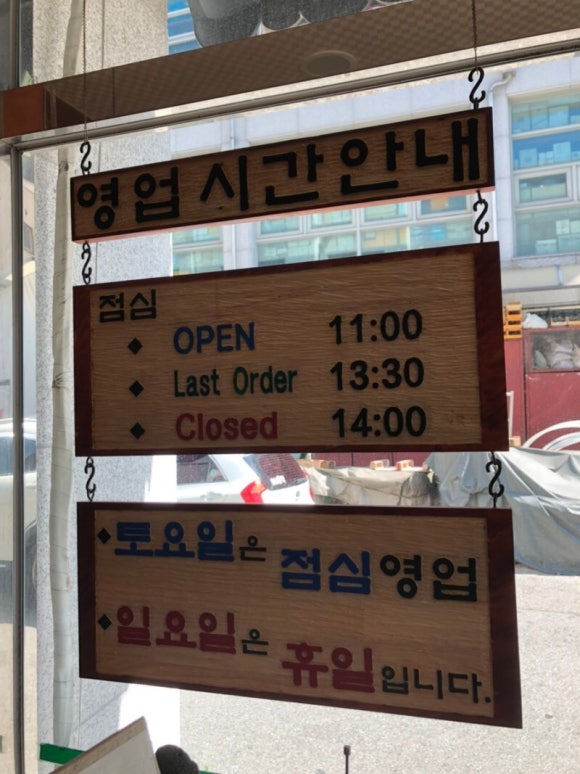 영업시간안내
점심
◆ OPEN 11:00
◆ Last Order 13:30
◆ Closed 14:00
◆토요일은 점심영업
◆일요일은 휴일입니다.